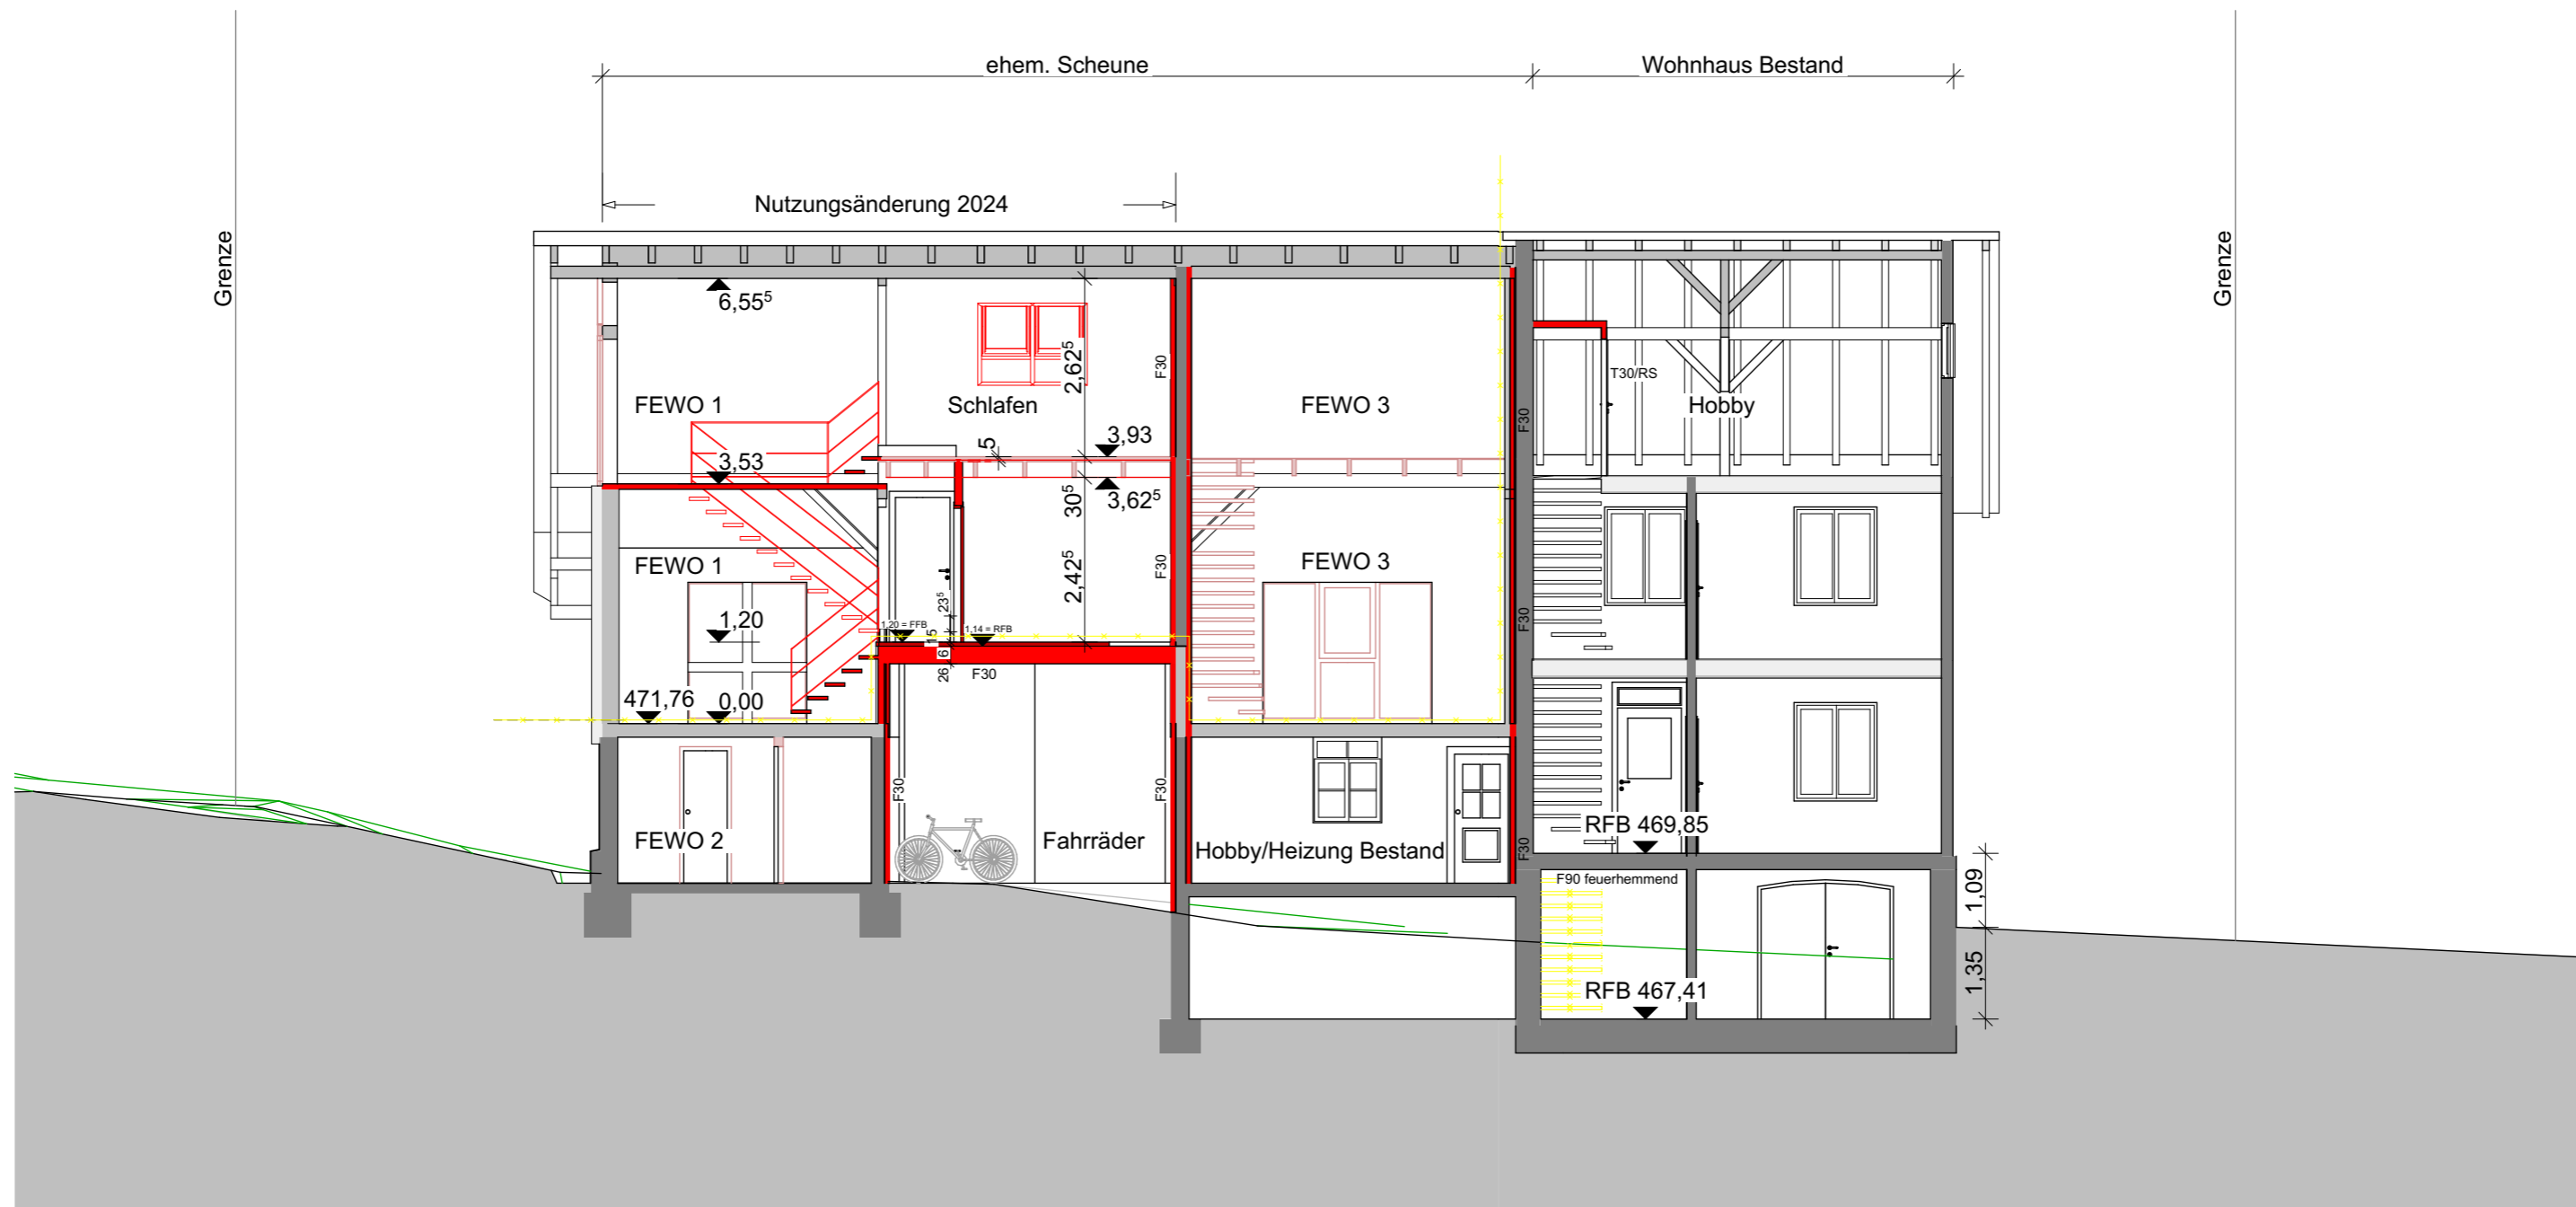 ehem. Scheune
Wohnhaus Bestand
Nutzungsänderung 2024
Grenze
Grenze
6,55⁵
2,62⁵
F30
T30/RS
FEWO 1
Schlafen
FEWO 3
Hobby
F30
3,53
5
3,93
30⁵
3,62⁵
FEWO 1
2,42⁵
F30
FEWO 3
1,20
23⁵
1,20 = FFB
15
1,14 = RFB
F30
6
26
F30
471,76
0,00
F30
F30
FEWO 2
Fahrräder
Hobby/Heizung Bestand
RFB 469,85
F30
F90 feuerhemmend
1,09
1,35
RFB 467,41